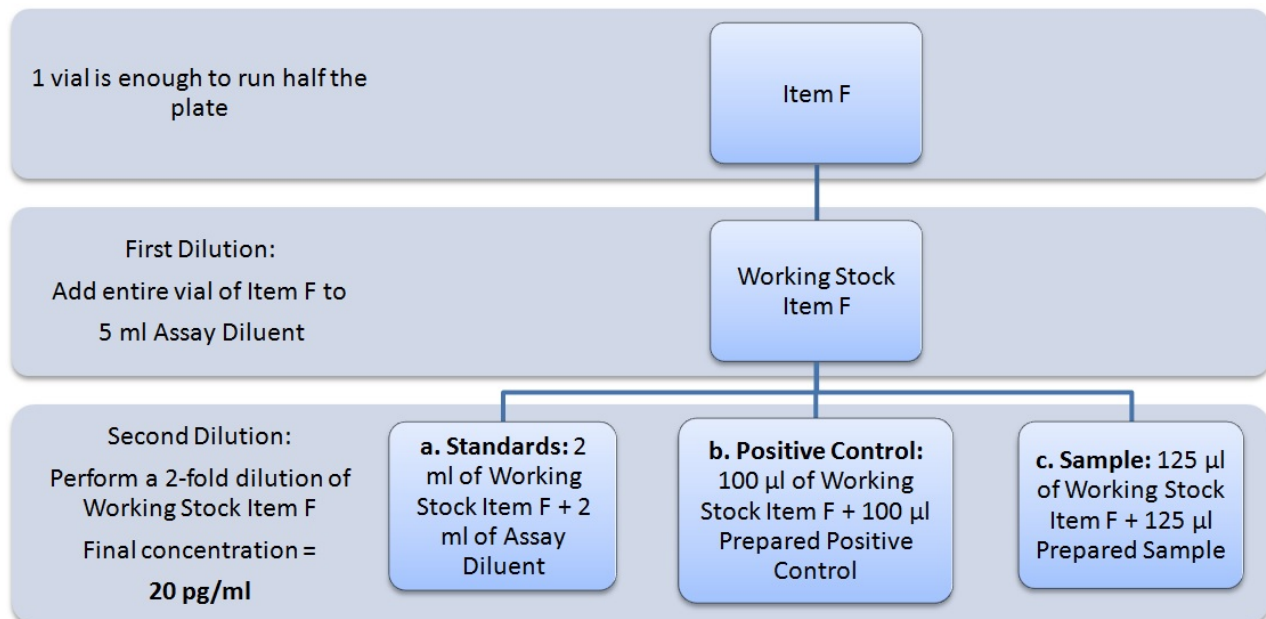 1 vial is enough to run half the
plate
Item F
First Dilution:
Add entire vial of Item F to
5 ml Assay Diluent
Working Stock
Item F
Second Dilution:
Perform a 2-fold dilution of
Working Stock Item F
Final concentration =
20 pg/ml
a. Standards: 2
ml of Working
Stock Item F + 2
ml of Assay
Diluent
b. Positive Control:
100 µl of Working
Stock Item F + 100 µl
Prepared Positive
Control
c. Sample: 125 µl
of Working Stock
Item F + 125 µl
Prepared Sample